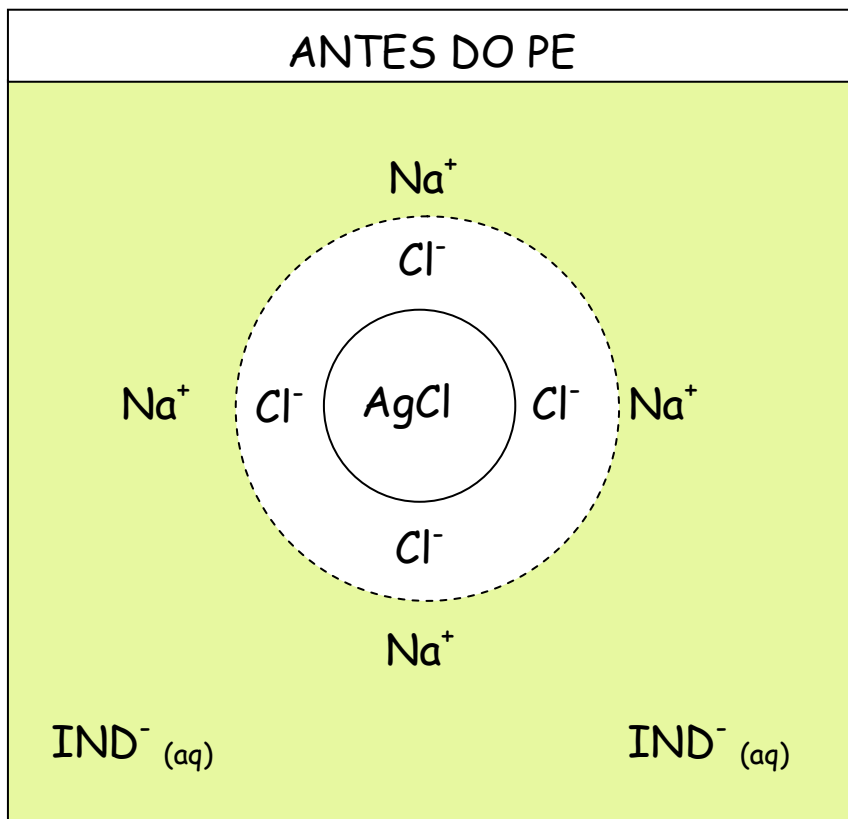 ANTES DO PE
Na⁺
Cl⁻
Na⁺ Cl⁻ AgCl Cl⁻ Na⁺
Cl⁻
Na⁺
IND⁻ (aq) IND⁻ (aq)